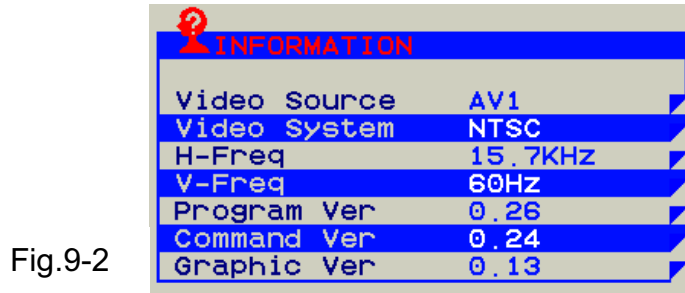 INFORMATION
Video Source AV1
Video System NTSC
H-Freq 15.7KHz
V-Freq 60Hz
Program Ver 0.26
Command Ver 0.24
Graphic Ver 0.13
Fig.9-2